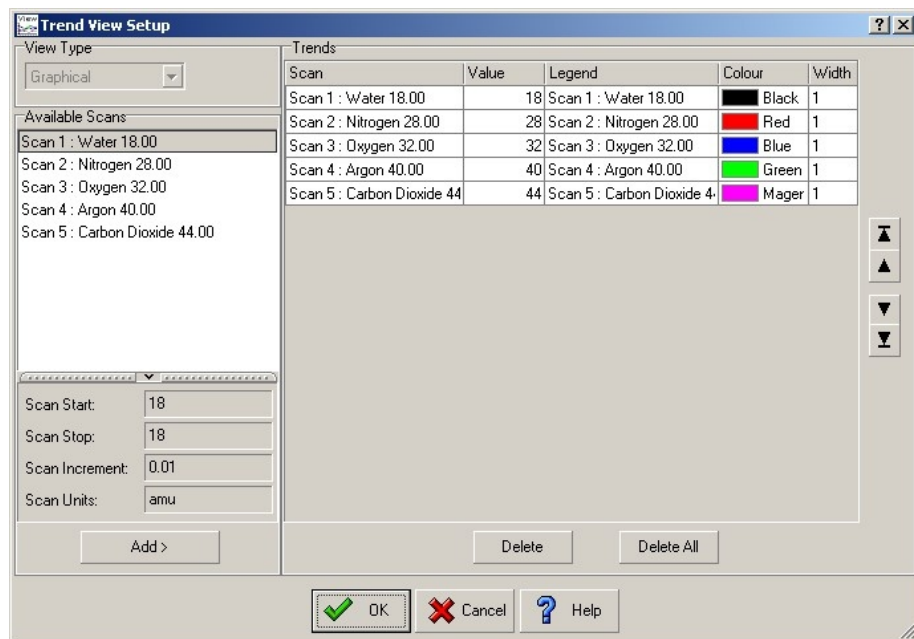 View Trend View Setup
View Type
Graphical
Available Scans
Scan 1 : Water 18.00
Scan 2 : Nitrogen 28.00
Scan 3 : Oxygen 32.00
Scan 4 : Argon 40.00
Scan 5 : Carbon Dioxide 44.00
Scan Start: 18
Scan Stop: 18
Scan Increment: 0.01
Scan Units: amu
Add >
Trends
Scan Value Legend Colour Width
Scan 1 : Water 18.00 18 Scan 1 : Water 18.00 Black 1
Scan 2 : Nitrogen 28.00 28 Scan 2 : Nitrogen 28.00 Red 1
Scan 3 : Oxygen 32.00 32 Scan 3 : Oxygen 32.00 Blue 1
Scan 4 : Argon 40.00 40 Scan 4 : Argon 40.00 Green 1
Scan 5 : Carbon Dioxide 44 44 Scan 5 : Carbon Dioxide 4 Mager 1
Delete Delete All
OK Cancel ? Help